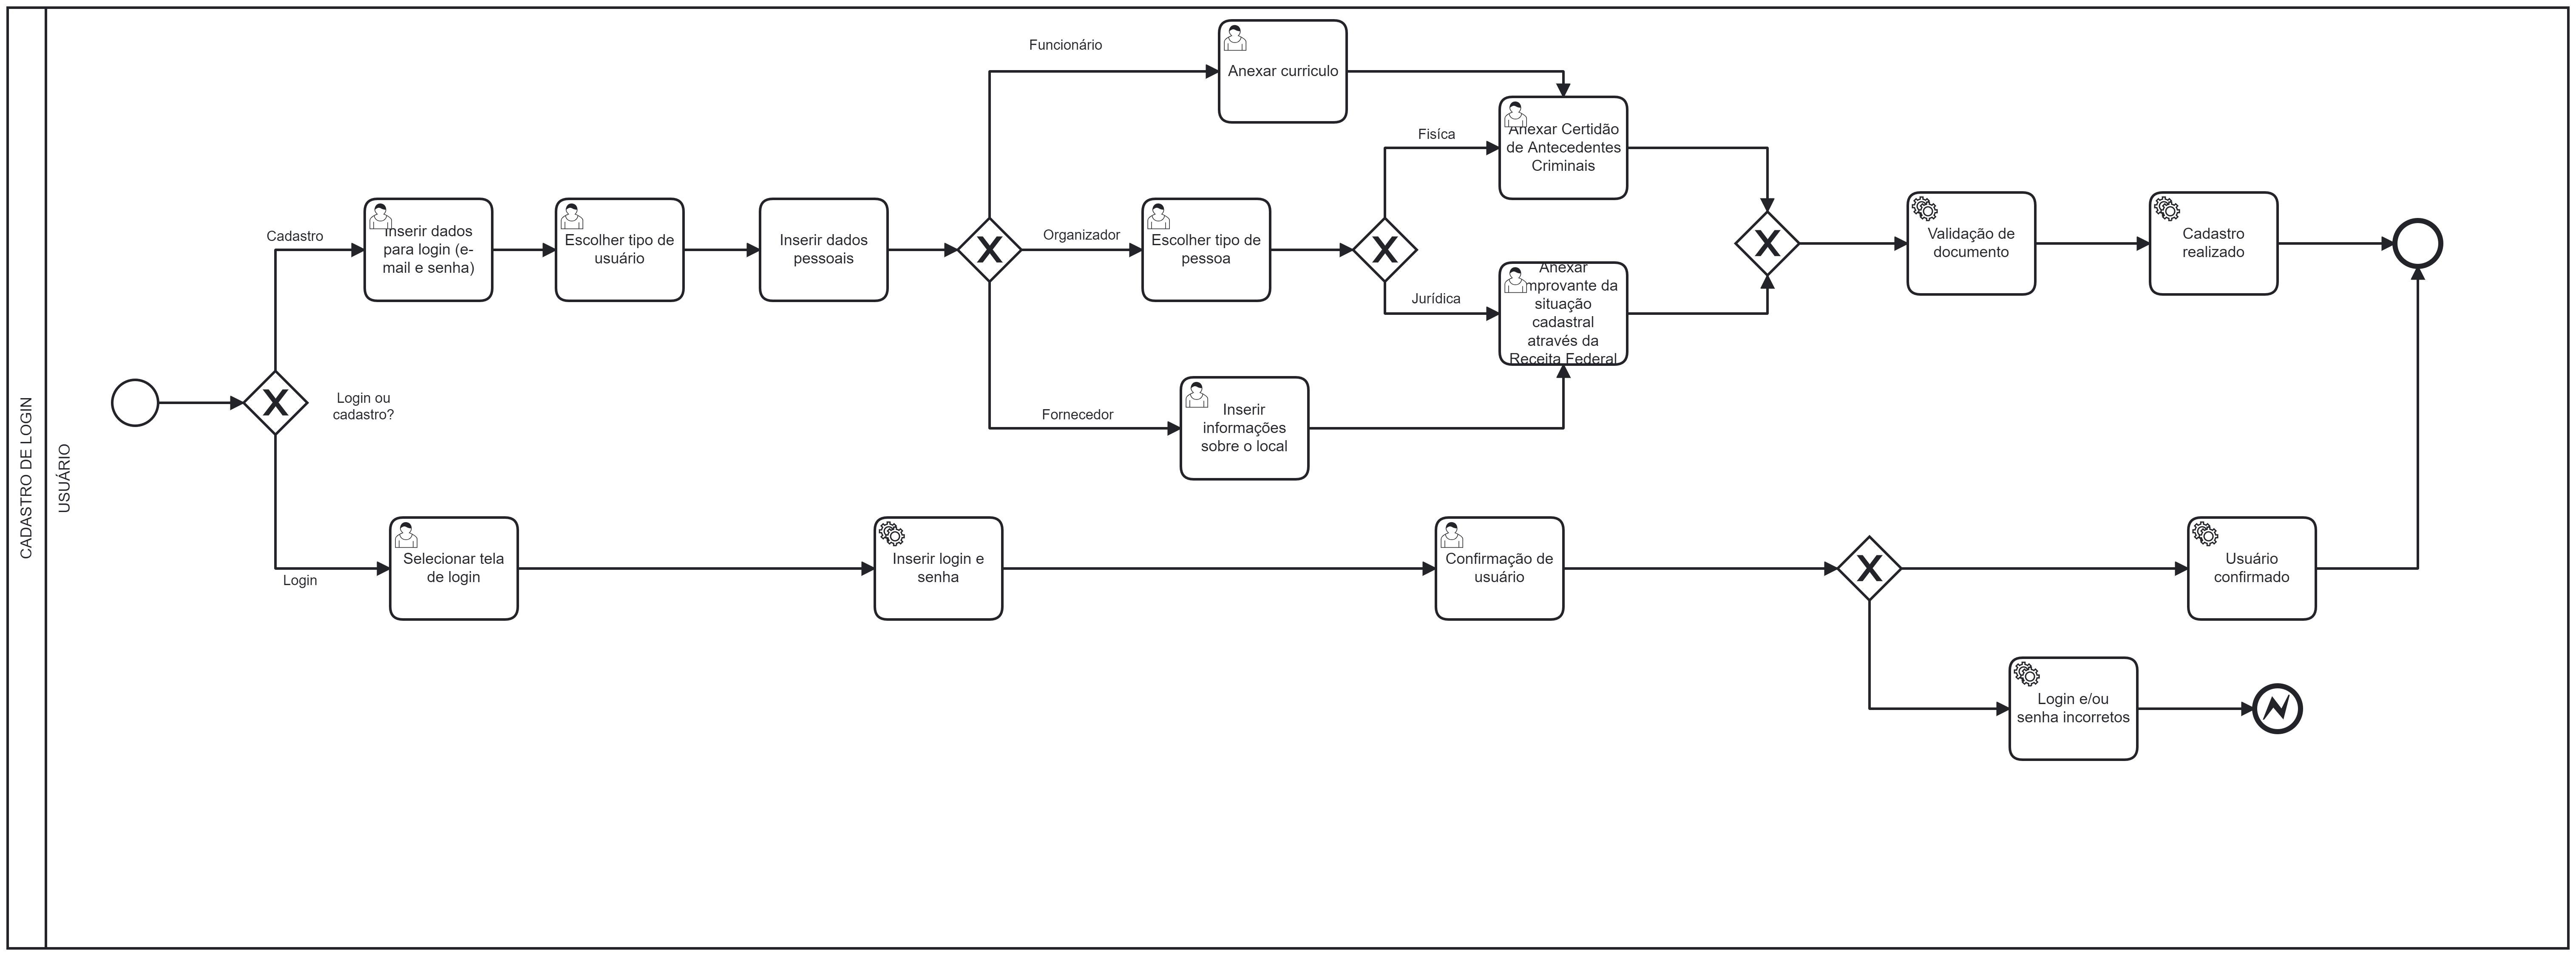 CADASTRO DE LOGIN
USUÁRIO
Login ou
cadastro?
Cadastro
Inserir dados
para login (e-
mail e senha)
Escolher tipo de
usuário
Inserir dados
pessoais
Funcionário
Anexar curriculo
Organizador
Escolher tipo de
pessoa
Fisíca
Anexar Certidão
de Antecedentes
Criminais
Jurídica
Anexar
mprovante da
situação
cadastral
através da
Receita Federal
Fornecedor
Inserir
informações
sobre o local
Validação de
documento
Cadastro
realizado
Login
Selecionar tela
de login
Inserir login e
senha
Confirmação de
usuário
Usuário
confirmado
Login e/ou
senha incorretos